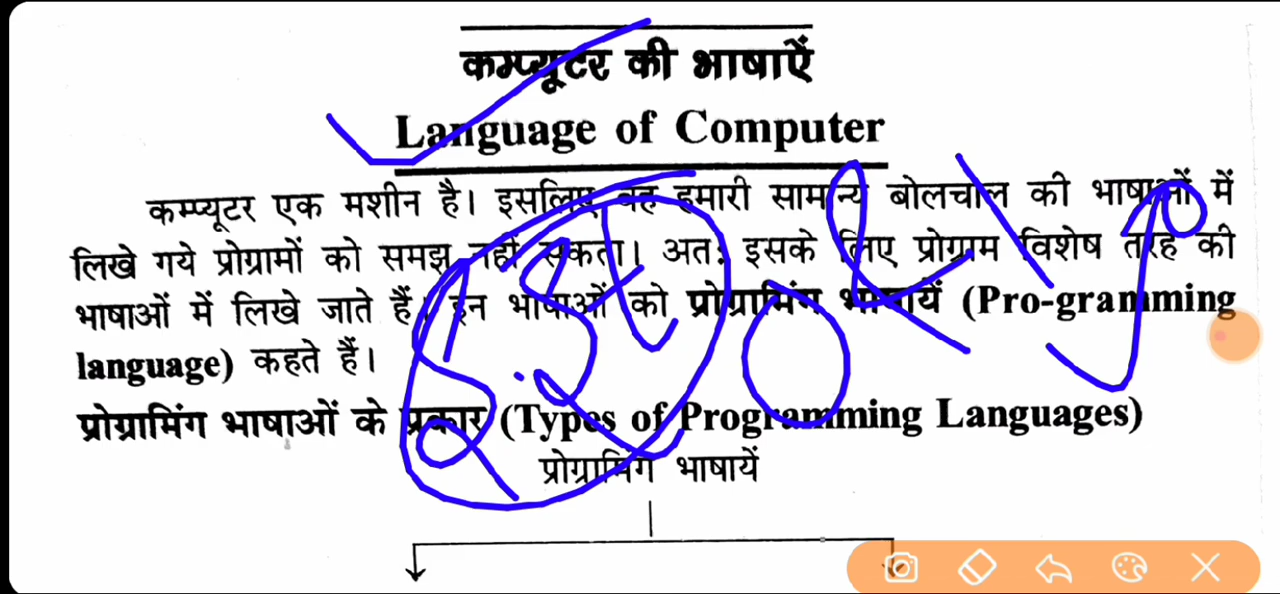 कम्प्यूटर की भाषाऐं
Language of Computer
कम्प्यूटर एक मशीन है। इसलिए वह हमारी सामन्य बोलचाल की भाषाओं में
लिखे गये प्रोग्रामों को समझ नहीं सकता। अतः इसके लिए प्रोग्राम विशेष तरह की
भाषाओं में लिखे जाते हैं। इन भाषाओं को प्रोग्रामिंग भाषायें (Pro-gramming
language) कहते हैं।
प्रोग्रामिंग भाषाओं के प्रकार (Types of Programming Languages)
प्रोग्रामिंग भाषायें